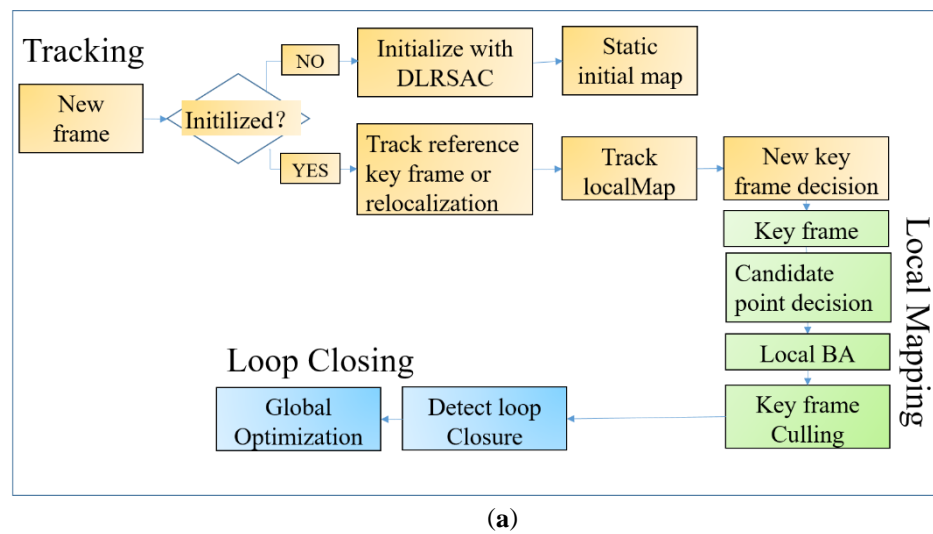 Tracking
New
frame
Initilized？
NO
Initialize with
DLRSAC
Static
initial map
YES
Track reference
key frame or
relocalization
Track
localMap
New key
frame decision
Local Mapping
Key frame
Candidate
point decision
Local BA
Key frame
Culling
Loop Closing
Detect loop
Closure
Global
Optimization
(a)